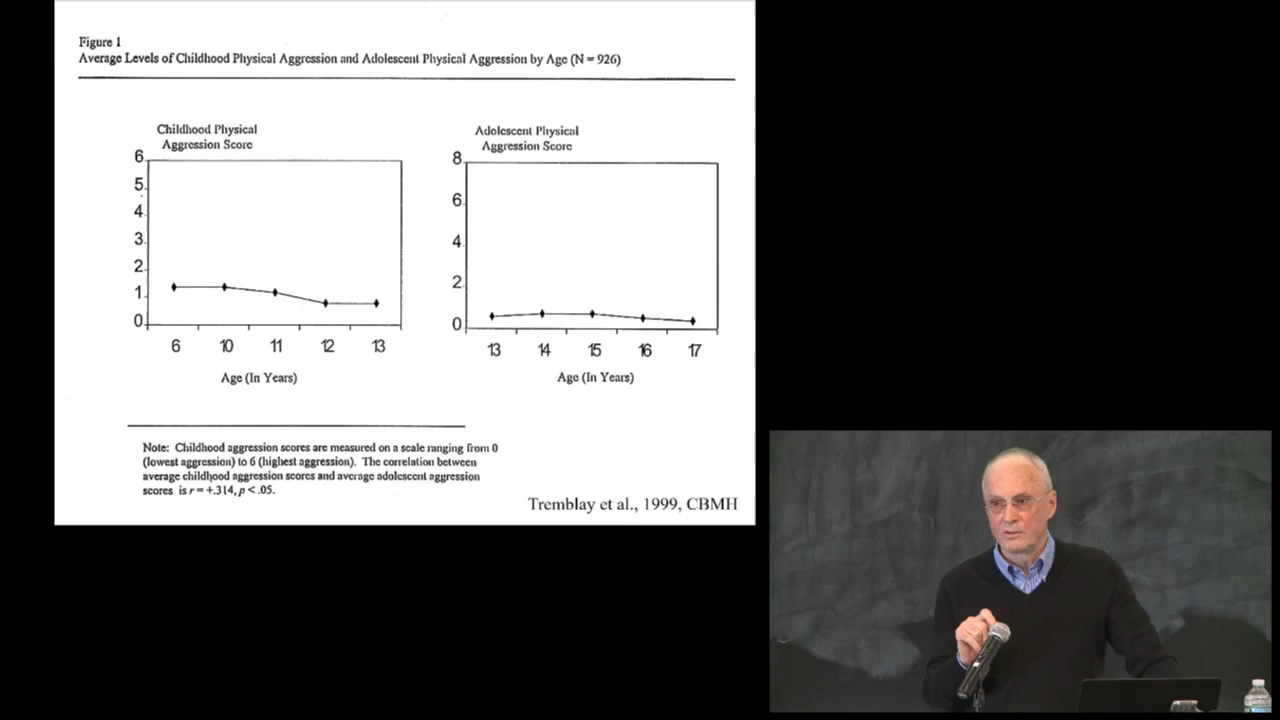 Figure 1
Average Levels of Childhood Physical Aggression and Adolescent Physical Aggression by Age (N = 926)
Childhood Physical
Aggression Score
6
5
4
3
2
1
0
6 10 11 12 13
Age (In Years)
Adolescent Physical
Aggression Score
8
6
4
2
0
13 14 15 16 17
Age (In Years)
Note: Childhood aggression scores are measured on a scale ranging from 0
(lowest aggression) to 6 (highest aggression). The correlation between
average childhood aggression scores and average adolescent aggression
scores is r = +.314, p < .05.
Tremblay et al., 1999, CBMH